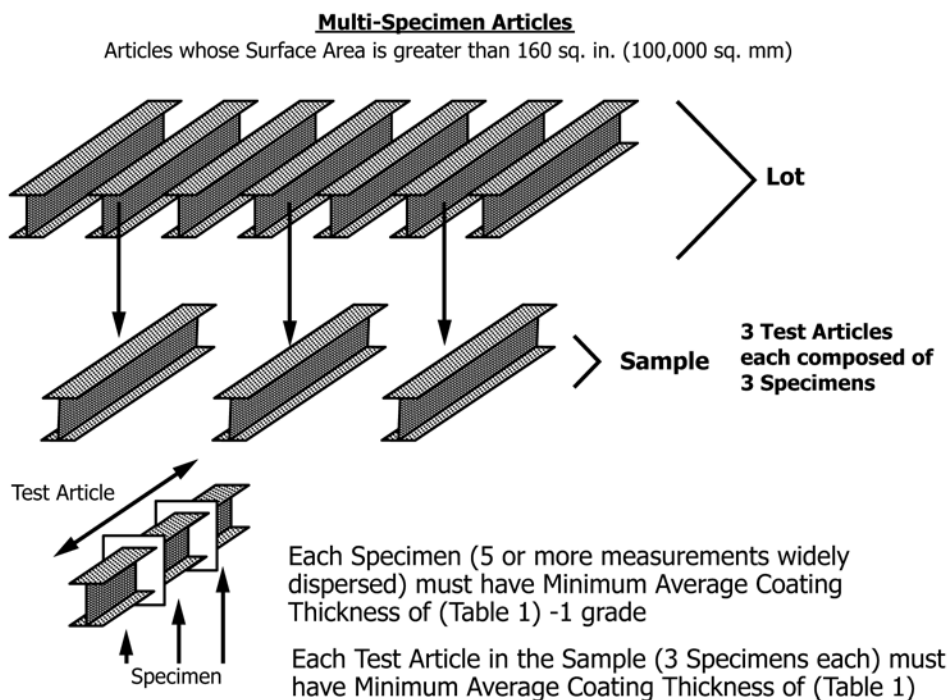 Multi-Specimen Articles
Articles whose Surface Area is greater than 160 sq. in. (100,000 sq. mm)
Lot
Sample
3 Test Articles
each composed of
3 Specimens
Test Article
Specimen
Each Specimen (5 or more measurements widely
dispersed) must have Minimum Average Coating
Thickness of (Table 1) -1 grade
Each Test Article in the Sample (3 Specimens each) must
have Minimum Average Coating Thickness of (Table 1)